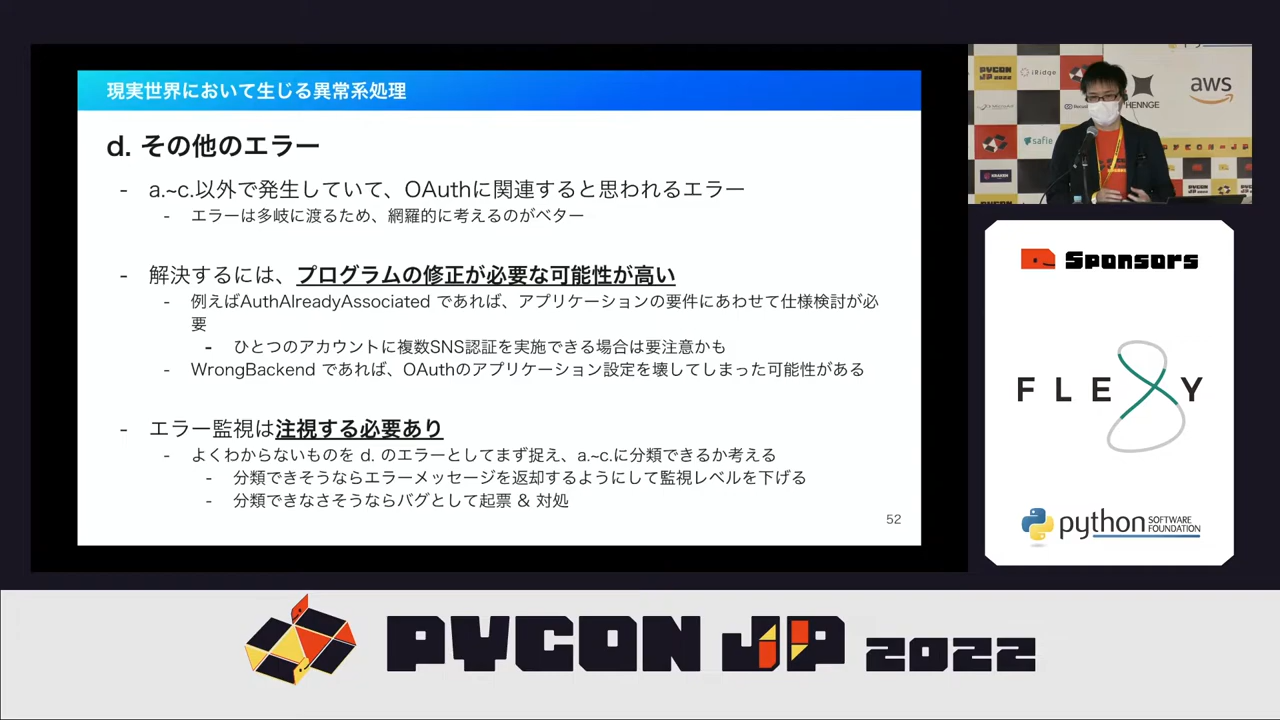 現実世界において生じる異常系処理
d. その他のエラー
- a.~c.以外で発生していて、OAuthに関連すると思われるエラー
- エラーは多岐に渡るため、網羅的に考えるのがベター
- 解決するには、プログラムの修正が必要な可能性が高い
- 例えばAuthAlreadyAssociated であれば、アプリケーションの要件にあわせて仕様検討が必
要
- ひとつのアカウントに複数SNS認証を実施できる場合は要注意かも
- WrongBackend であれば、OAuthのアプリケーション設定を壊してしまった可能性がある
- エラー監視は注視する必要あり
- よくわからないものを d. のエラーとしてまず捉え、a.~c.に分類できるか考える
- 分類できそうならエラーメッセージを返却するようにして監視レベルを下げる
- 分類できなさそうならバグとして起票 & 対処
52
PYCON
JP 2022
iRidge
HENNGE
aws
safie
KRAKEN
Sponsors
FLEXY
python SOFTWARE
FOUNDATION
PYCON JP 2022